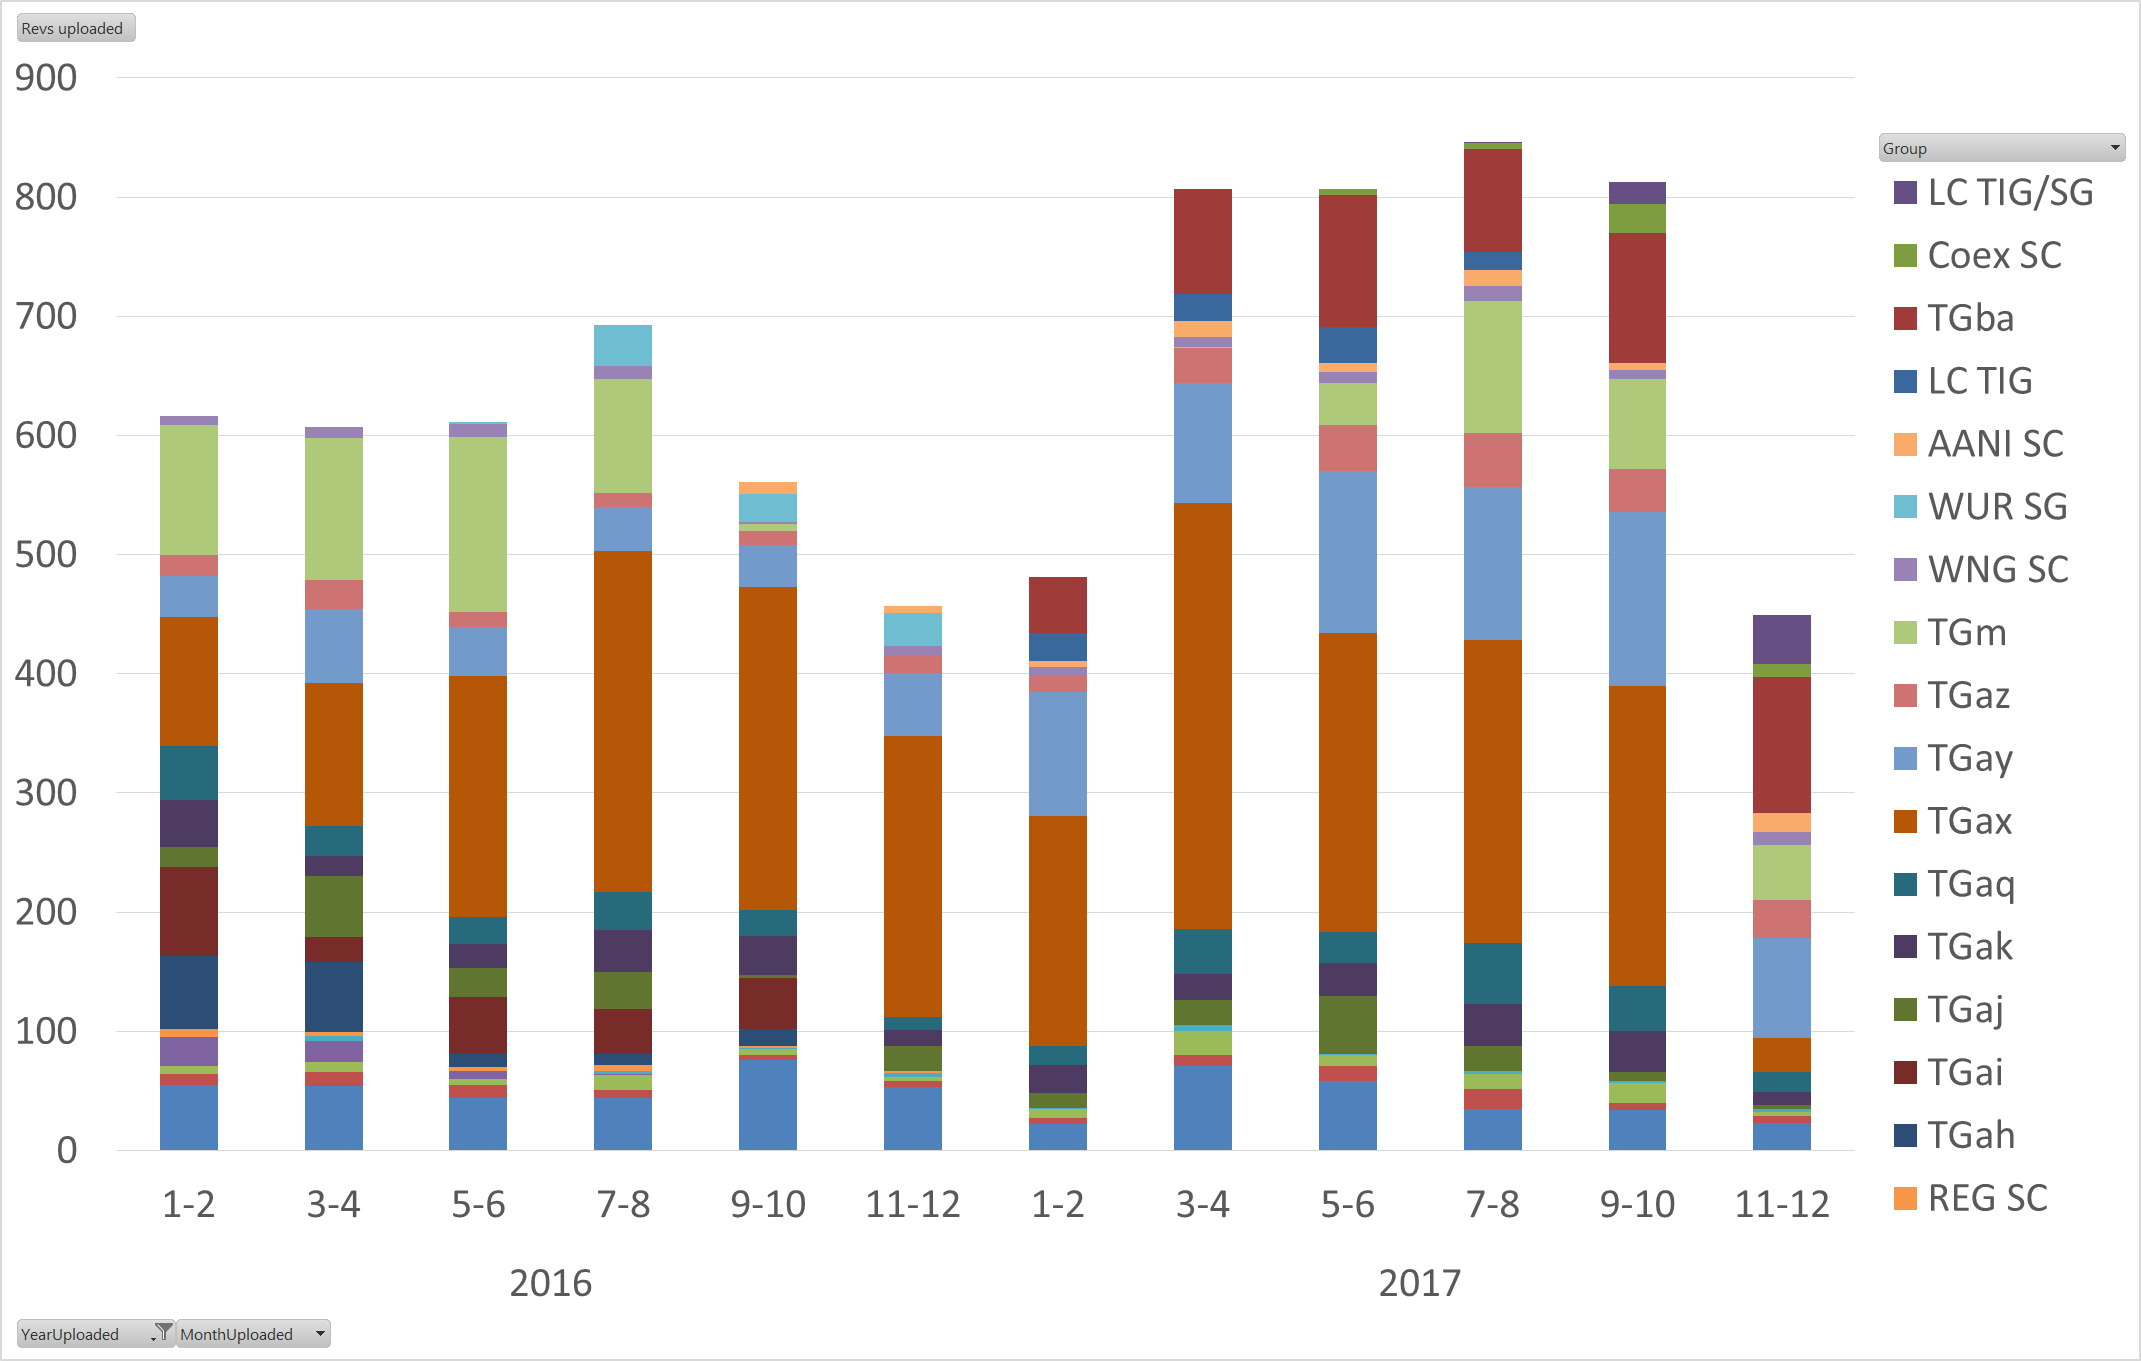 Revs uploaded
900
800
700
600
500
400
300
200
100
0
1-2 3-4 5-6 7-8 9-10 11-12 1-2 3-4 5-6 7-8 9-10 11-12
2016 2017
Group
LC TIG/SG
Coex SC
TGba
LC TIG
AANI SC
WUR SG
WNG SC
TGm
TGaz
TGay
TGax
TGaq
TGak
TGaj
TGai
TGah
REG SC
YearUploaded MonthUploaded